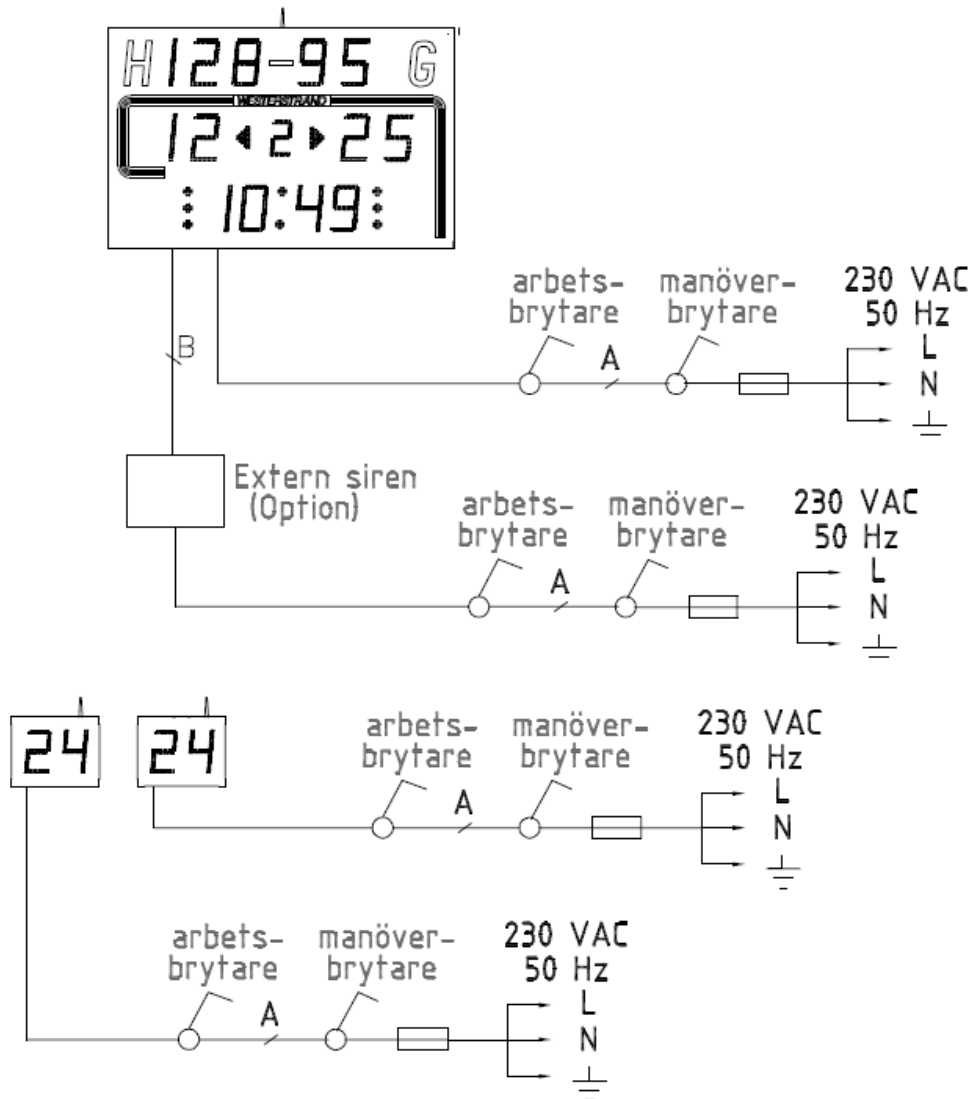 H128-95 G
WESTERSTRAND
12 2 25
10:49
arbets-
brytare
manöver-
brytare
230 VAC
50 Hz
A
L
N
B
Extern siren
(Option)
arbets-
brytare
manöver-
brytare
230 VAC
50 Hz
A
L
N
24
24
arbets-
brytare
manöver-
brytare
230 VAC
50 Hz
A
L
N
arbets-
brytare
manöver-
brytare
230 VAC
50 Hz
A
L
N